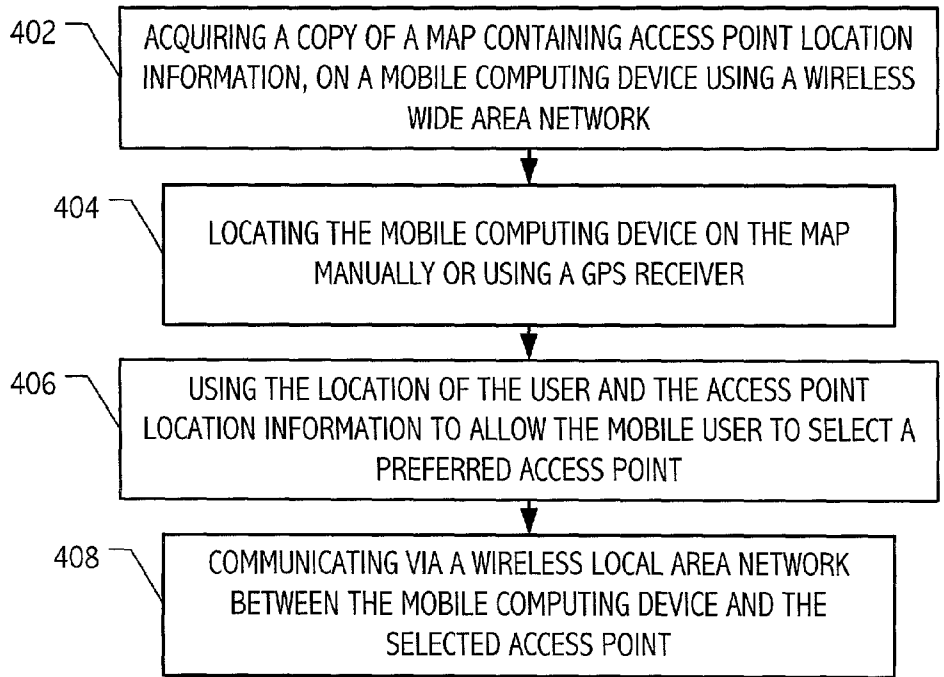 402
ACQUIRING A COPY OF A MAP CONTAINING ACCESS POINT LOCATION
INFORMATION, ON A MOBILE COMPUTING DEVICE USING A WIRELESS
WIDE AREA NETWORK
404
LOCATING THE MOBILE COMPUTING DEVICE ON THE MAP
MANUALLY OR USING A GPS RECEIVER
406
USING THE LOCATION OF THE USER AND THE ACCESS POINT
LOCATION INFORMATION TO ALLOW THE MOBILE USER TO SELECT A
PREFERRED ACCESS POINT
408
COMMUNICATING VIA A WIRELESS LOCAL AREA NETWORK
BETWEEN THE MOBILE COMPUTING DEVICE AND THE
SELECTED ACCESS POINT